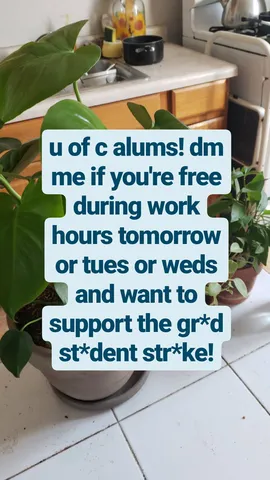 u of c alums! dm
me if you're free
during work
hours tomorrow
or tues or weds
and want to
support the gr*d
st*dent str*ke!